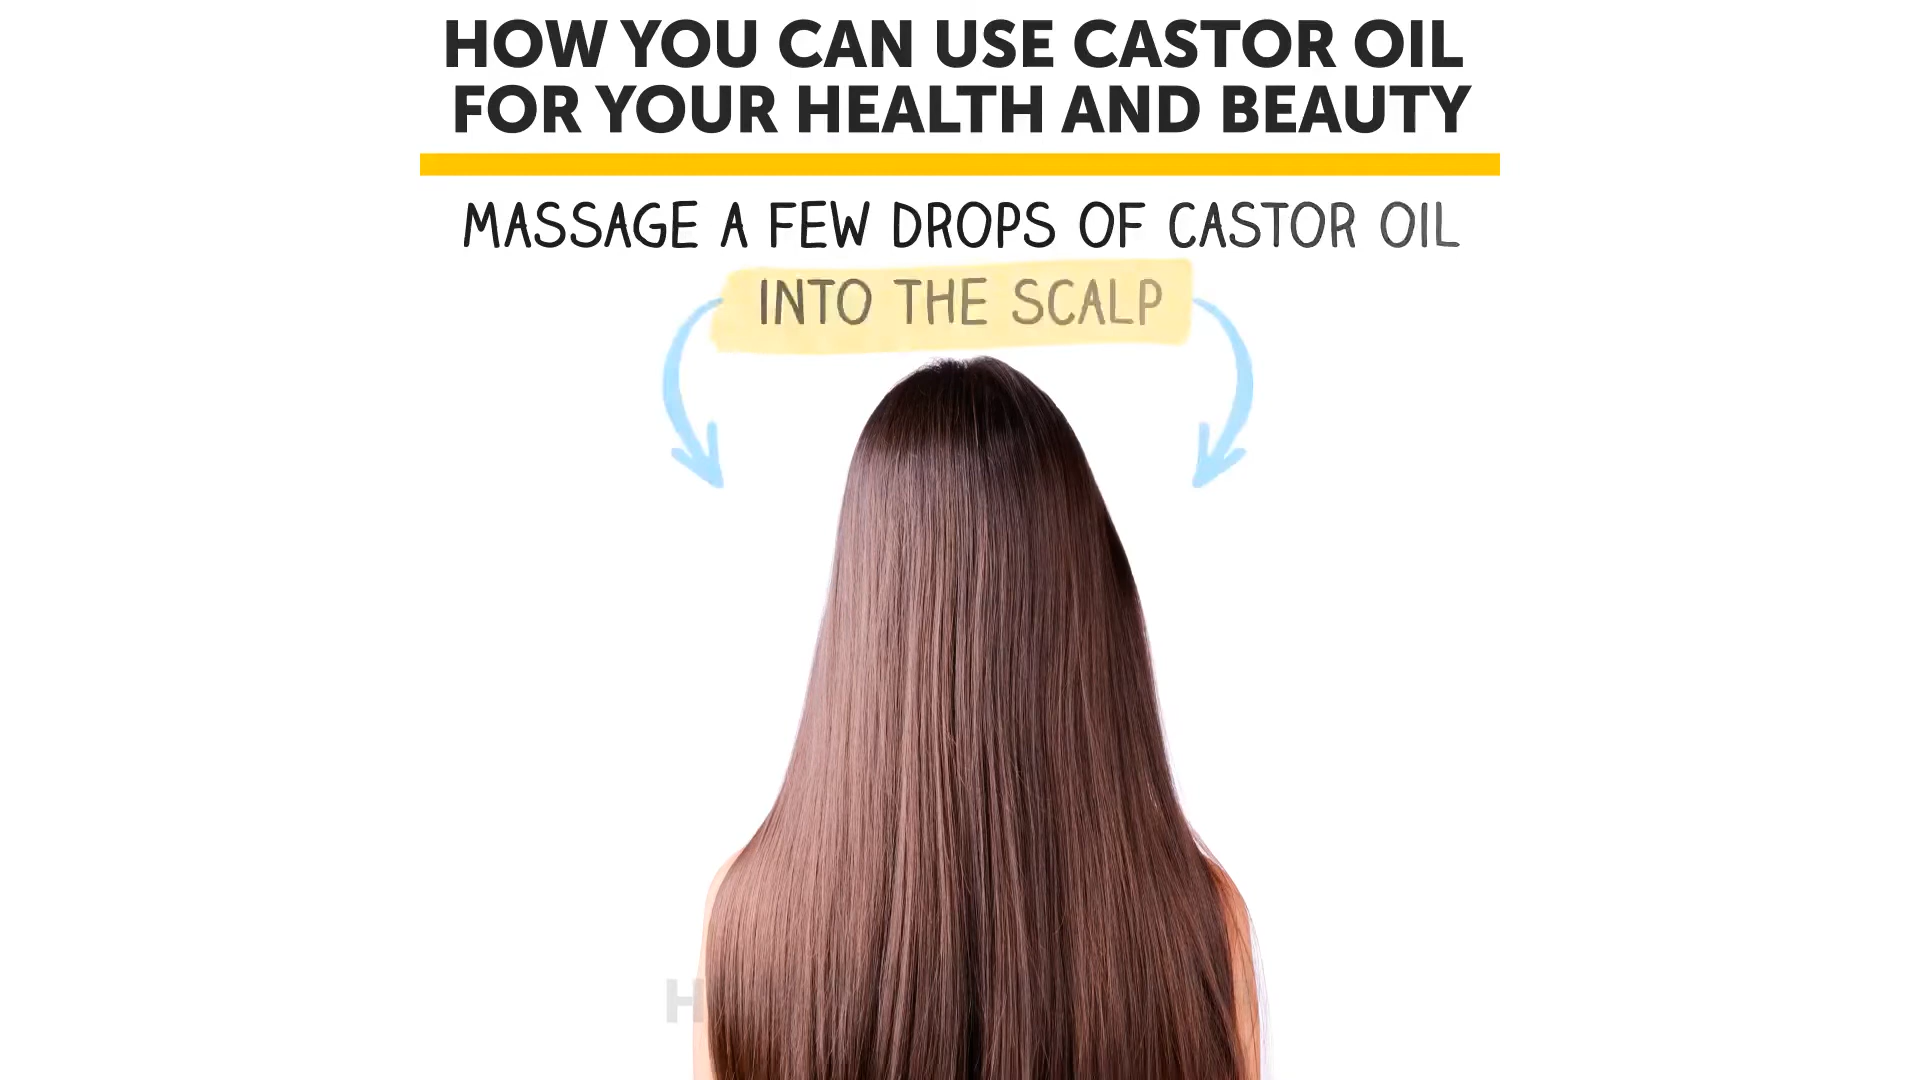 HOW YOU CAN USE CASTOR OIL
FOR YOUR HEALTH AND BEAUTY
MASSAGE A FEW DROPS OF CASTOR OIL
INTO THE SCALP